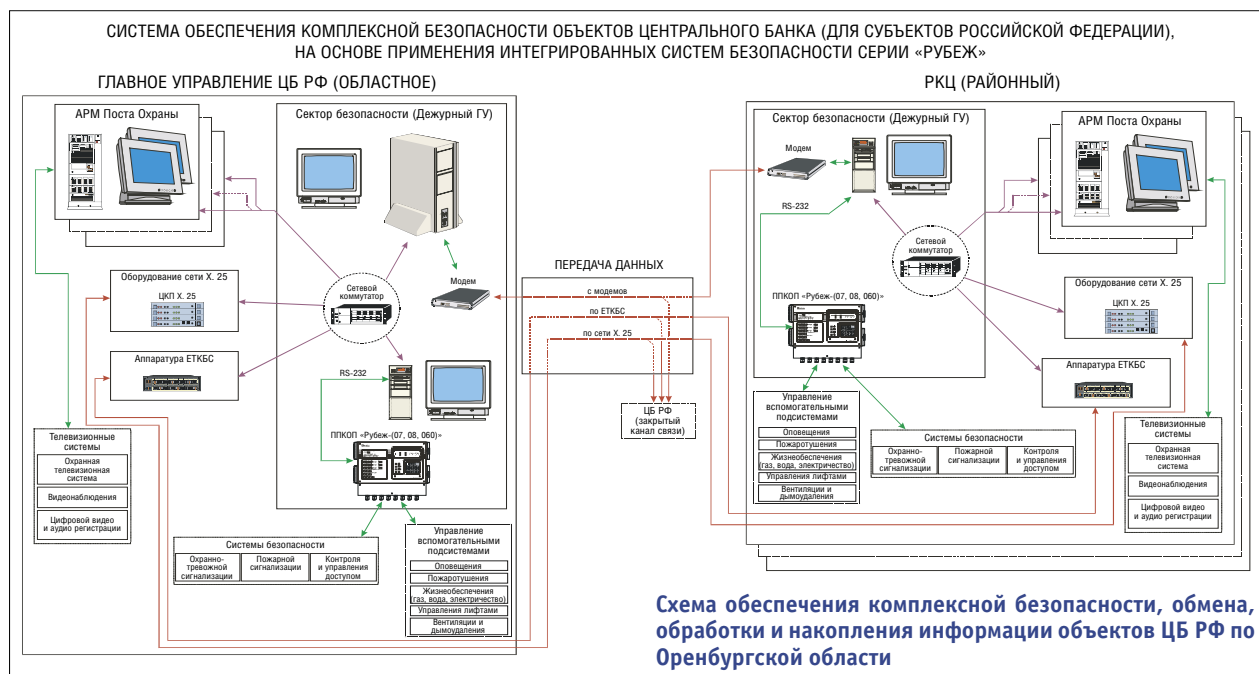 СИСТЕМА ОБЕСПЕЧЕНИЯ КОМПЛЕКСНОЙ БЕЗОПАСНОСТИ ОБЪЕКТОВ ЦЕНТРАЛЬНОГО БАНКА (ДЛЯ СУБЪЕКТОВ РОССИЙСКОЙ ФЕДЕРАЦИИ),
НА ОСНОВЕ ПРИМЕНЕНИЯ ИНТЕГРИРОВАННЫХ СИСТЕМ БЕЗОПАСНОСТИ СЕРИИ «РУБЕЖ»
ГЛАВНОЕ УПРАВЛЕНИЕ ЦБ РФ (ОБЛАСТНОЕ)
АРМ Поста Охраны
Сектор безопасности (Дежурный ГУ)
Оборудование сети X. 25
ЦКП X. 25
Сетевой
коммутатор
Модем
Аппаратура ЕТКБС
RS-232
ППКОП «Рубеж-(07, 08, 060)»
Телевизионные
системы
Охранная
телевизионная
система
Видеонаблюдения
Цифровой видео
и аудио регистрации
Системы безопасности
Охранно-
тревожной
сигнализации
Пожарной
сигнализации
Контроля
и управления
доступом
Управление
вспомогательными
подсистемами
Оповещения
Пожаротушения
Жизнеобеспечения
(газ, вода, электричество)
Управления лифтами
Вентиляции и
дымоудаления
ПЕРЕДАЧА ДАННЫХ
с модемов
по ЕТКБС
по сети X. 25
ЦБ РФ
(закрытый
канал связи)
РКЦ (РАЙОННЫЙ)
Сектор безопасности (Дежурный ГУ)
Модем
RS-232
АРМ Поста Охраны
Сетевой
коммутатор
Оборудование сети X. 25
ЦКП X. 25
ППКОП «Рубеж-(07, 08, 060)»
Аппаратура ЕТКБС
Управление
вспомогательными
подсистемами
Оповещения
Пожаротушения
Жизнеобеспечения
(газ, вода, электричество)
Управления лифтами
Вентиляции и
дымоудаления
Системы безопасности
Охранно-
тревожной
сигнализации
Пожарной
сигнализации
Контроля
и управления
доступом
Телевизионные
системы
Охранная
телевизионная
система
Видеонаблюдения
Цифровой видео
и аудио регистрации
Схема обеспечения комплексной безопасности, обмена,
обработки и накопления информации объектов ЦБ РФ по
Оренбургской области